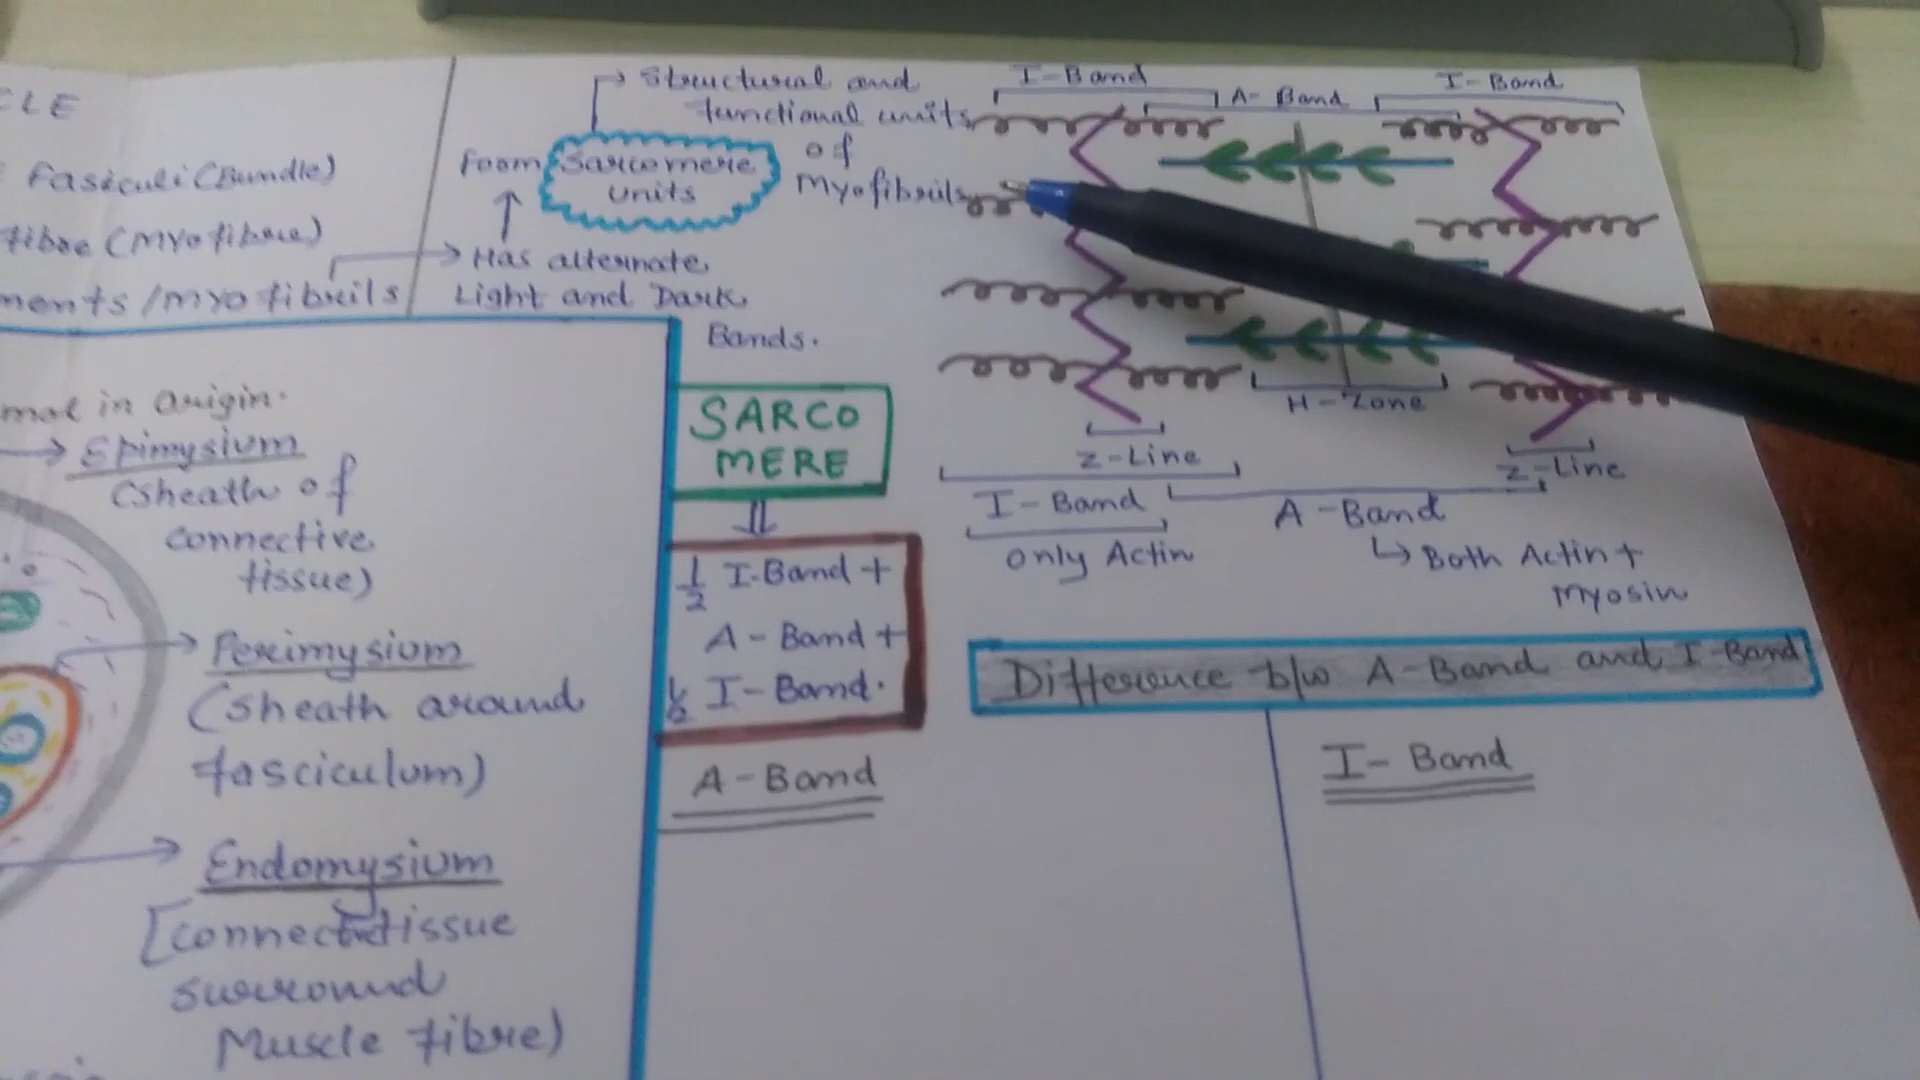 CLE
Fasiculi (Bundle)
fibre (Myofibre)
ments / myofibrils
Structural and
functional units
of
Myofibrils
Form Sarcomere
units
Has alternate
Light and Dark
Bands.
I-Band
A-Band
I-Band
H-Zone
Z-Line
Z-Line
I-Band
only Actin
A-Band
Both Actin +
Myosin
mal in origin.
Epimysium
(Sheath of
connective
tissue)
Perimysium
(Sheath around
fasciculum)
Endomysium
tissue
surround
Muscle fibre)
SARCO
MERE
1/2 I-Band +
A-Band +
1/2 I-Band.
Difference b/w A-Band and I-Band
A-Band
I-Band